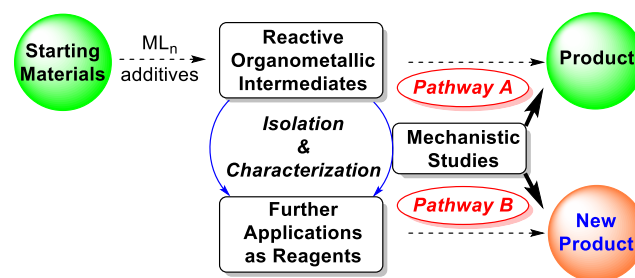 Starting
Materials
MLn
additives
Reactive
Organometallic
Intermediates
Pathway A
Product
Isolation
&
Characterization
Mechanistic
Studies
Further
Applications
as Reagents
Pathway B
New
Product